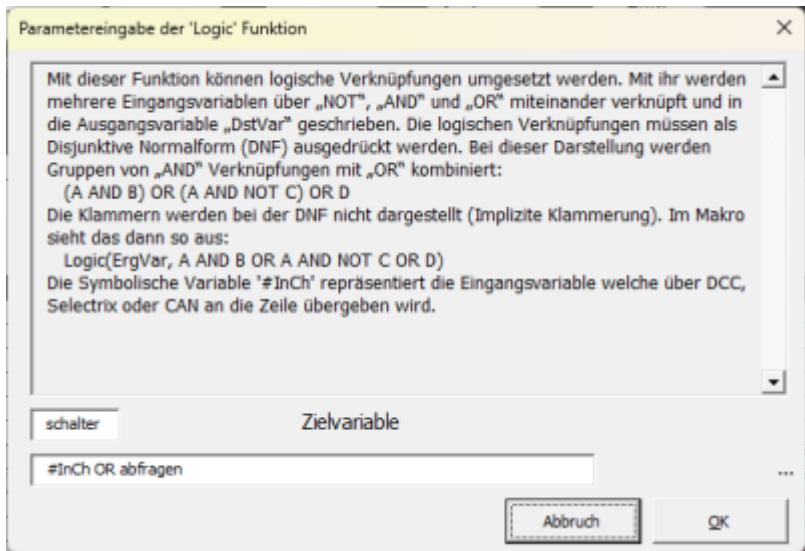 Parametereingabe der 'Logic' Funktion
Mit dieser Funktion können logische Verknüpfungen umgesetzt werden. Mit ihr werden
mehrere Eingangsvariablen über „NOT“, „AND“ und „OR“ miteinander verknüpft und in
die Ausgangsvariable „DstVar“ geschrieben. Die logischen Verknüpfungen müssen als
Disjunktive Normalform (DNF) ausgedrückt werden. Bei dieser Darstellung werden
Gruppen von „AND“ Verknüpfungen mit „OR“ kombiniert:
(A AND B) OR (A AND NOT C) OR D
Die Klammern werden bei der DNF nicht dargestellt (Implizite Klammerung). Im Makro
sieht das dann so aus:
Logic(ErgVar, A AND B OR A AND NOT C OR D)
Die Symbolische Variable '#InCh' repräsentiert die Eingangsvariable welche über DCC,
Selectrix oder CAN an die Zeile übergeben wird.
schalter Zielvariable
#InCh OR abfragen ...
Abbruch OK